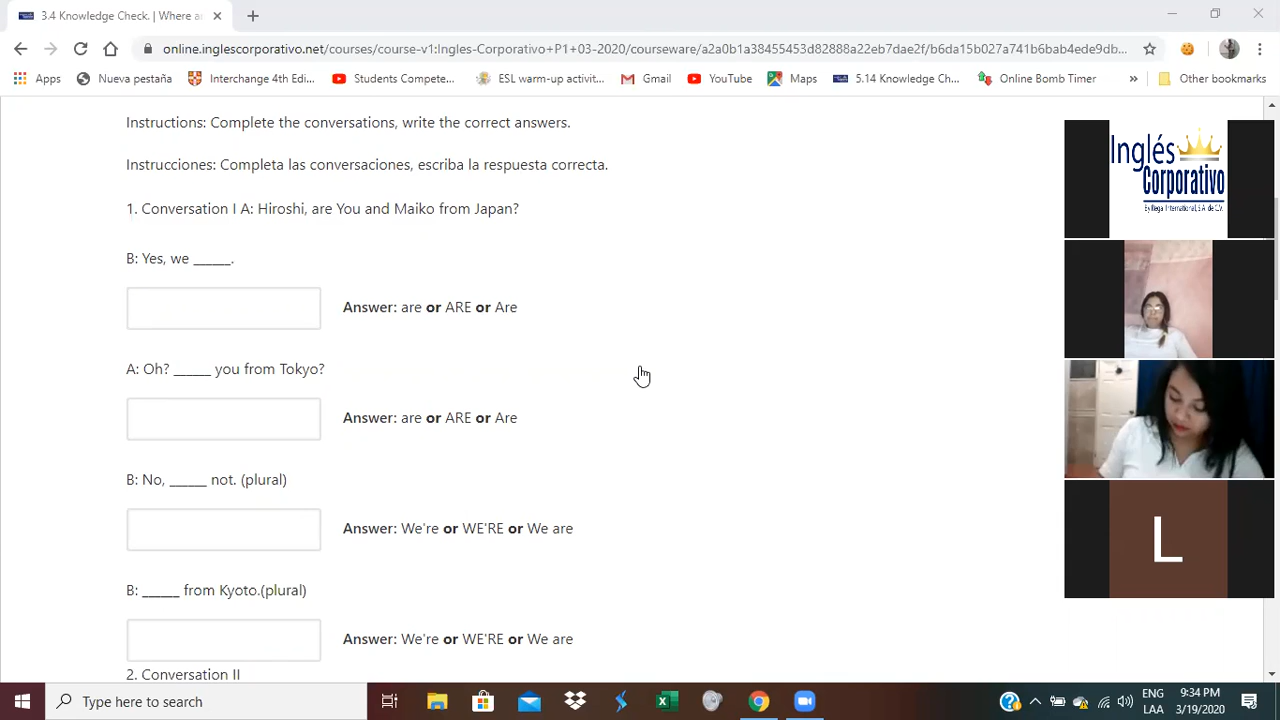 3.4 Knowledge Check. | Where a
online.inglescorporativo.net/courses/course-v1:Ingles-Corporativo+P1+03-2020/courseware/a2a0b1a38455453d82888a22eb7dae2f/b6da15b027a741b6bab4ede9db...
Apps Nueva pestaña Interchange 4th Edi... Students Compete... ESL warm-up activit... Gmail YouTube Maps 5.14 Knowledge Ch... Online Bomb Timer » Other bookmarks
Instructions: Complete the conversations, write the correct answers.
Instrucciones: Completa las conversaciones, escriba la respuesta correcta.
1. Conversation I A: Hiroshi, are You and Maiko from Japan?
B: Yes, we ______.
Answer: are or ARE or Are
A: Oh? ______ you from Tokyo?
Answer: are or ARE or Are
B: No, ______ not. (plural)
Answer: We're or WE'RE or We are
B: ______ from Kyoto.(plural)
Answer: We're or WE'RE or We are
2. Conversation II
Inglés
Corporativo
L
Type here to search
ENG
LAA
9:34 PM
3/19/2020